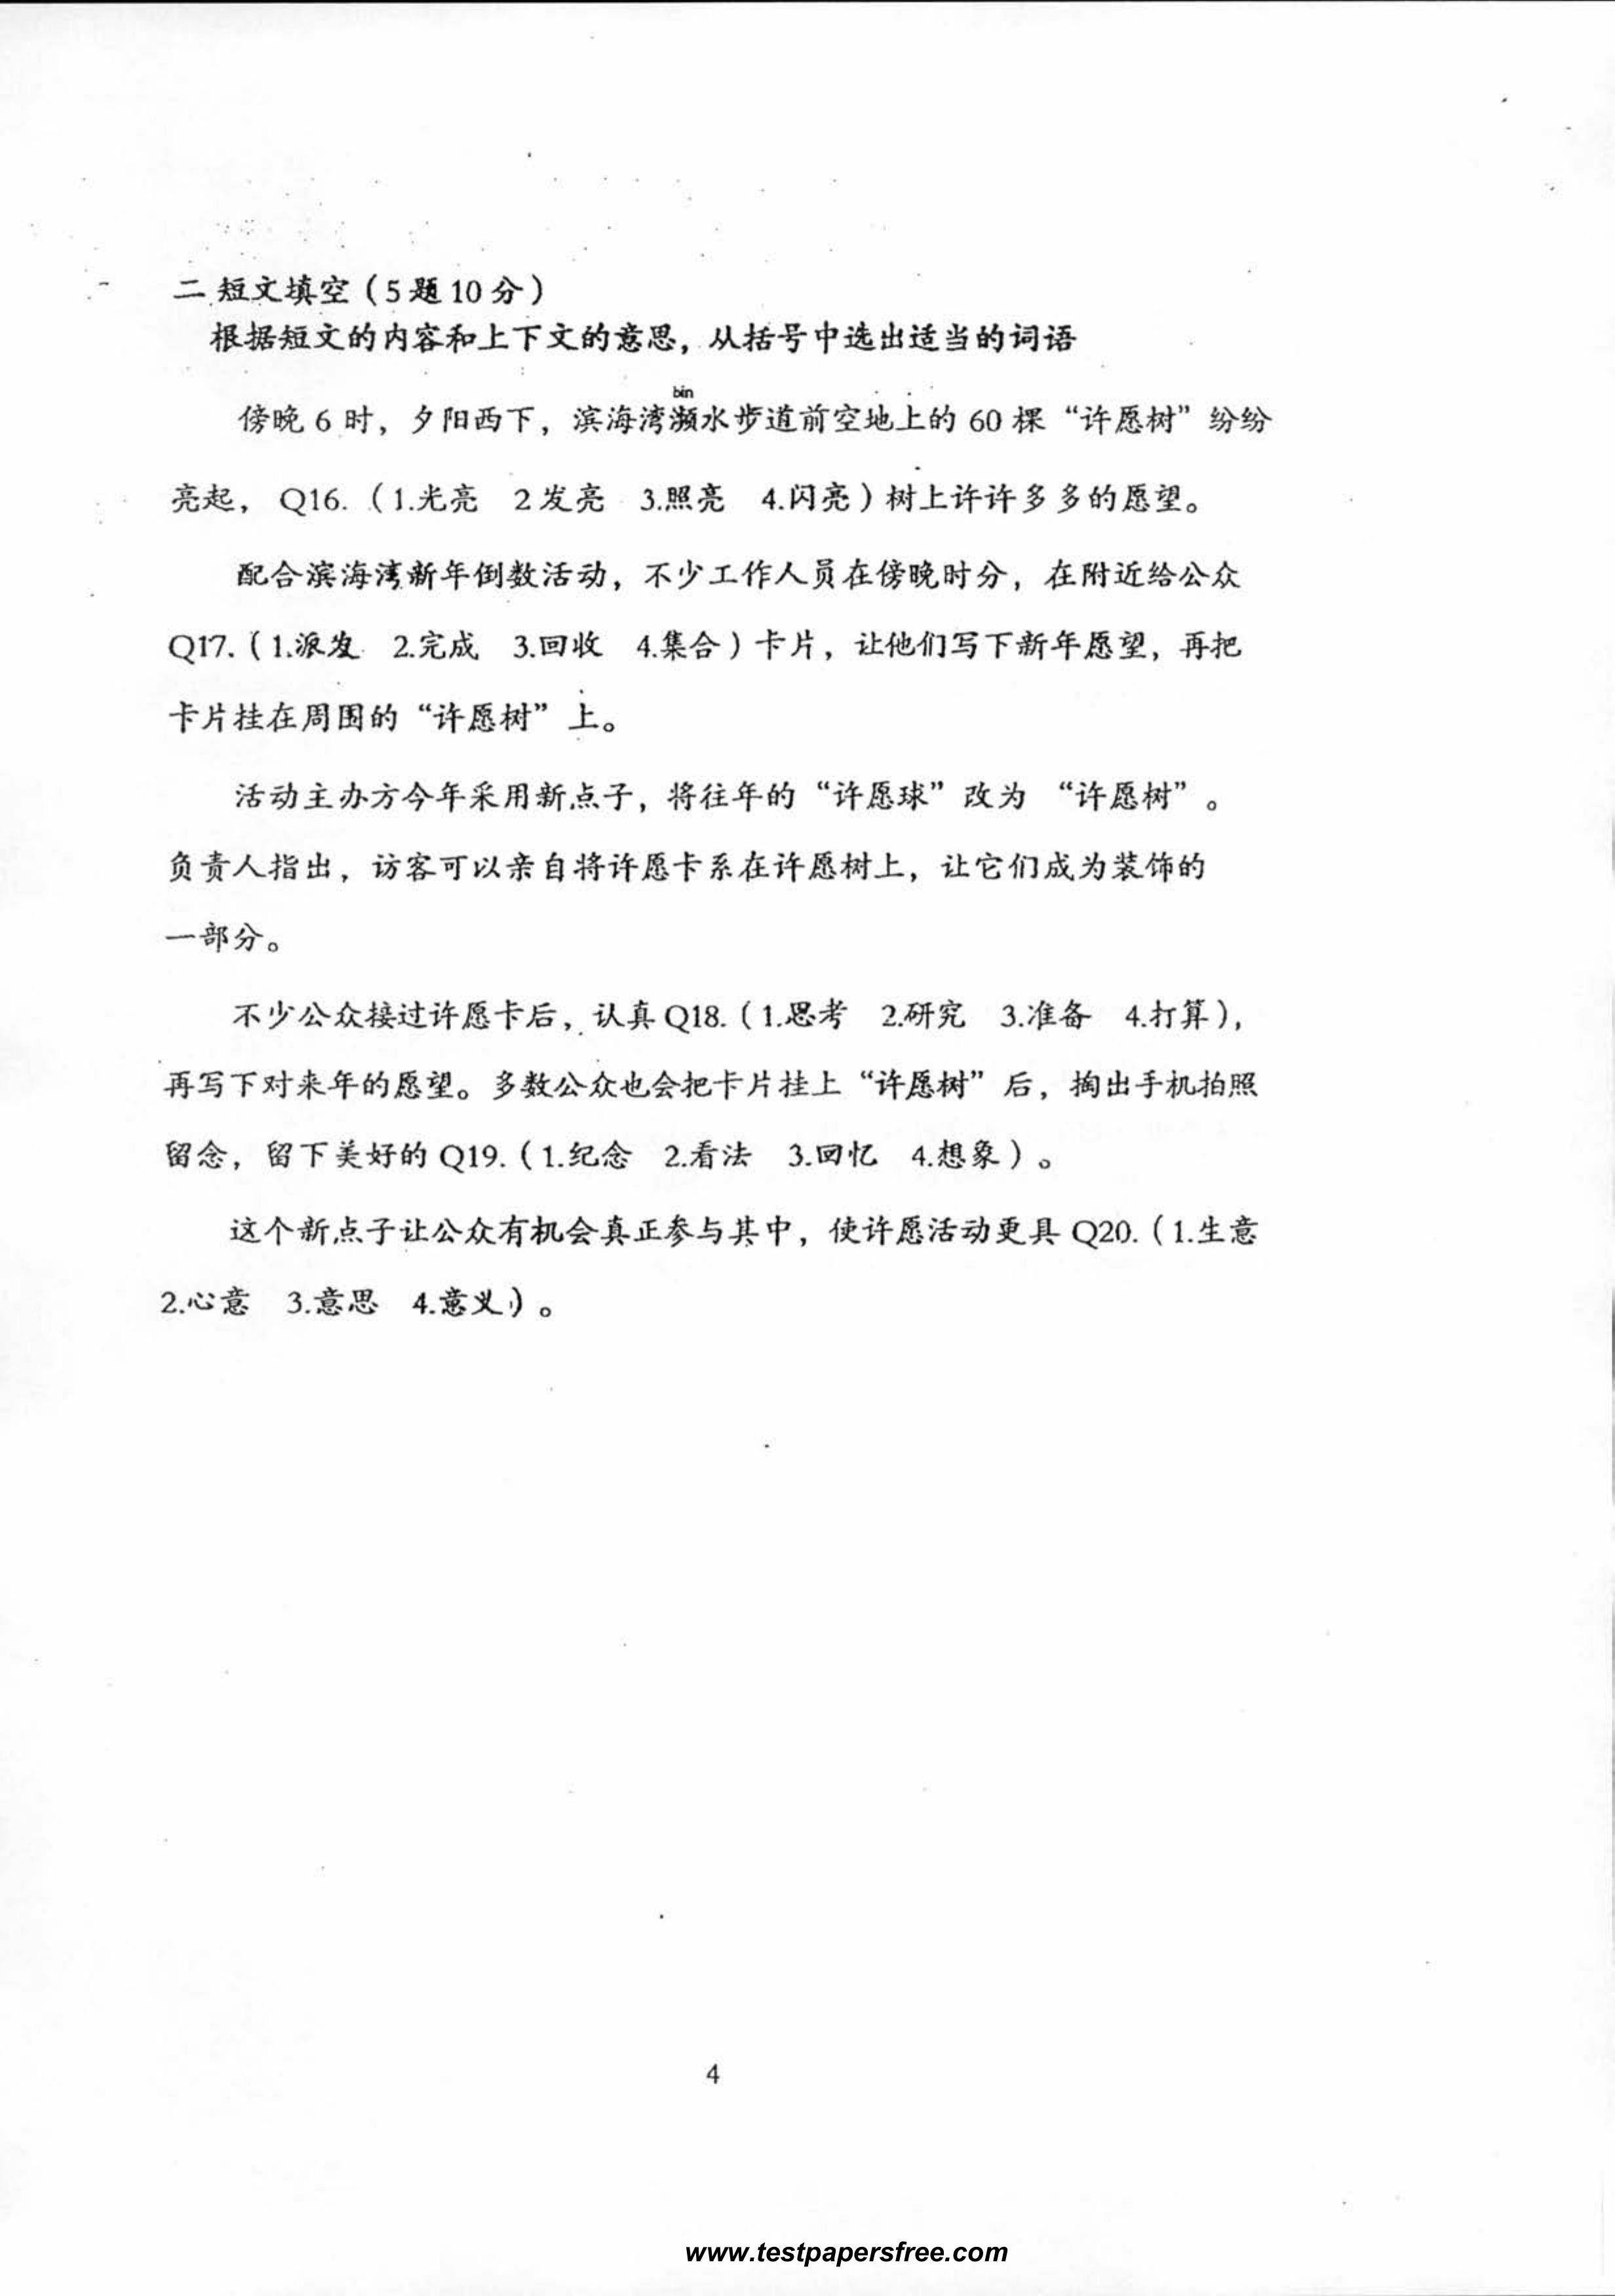 二.短文填空（5题10分）
根据短文的内容和上下文的意思，从括号中选出适当的词语
bīn
傍晚6时，夕阳西下，滨海湾濒水步道前空地上的60棵“许愿树”纷纷
亮起， Q16.（1.光亮 2发亮 3.照亮 4.闪亮）树上许许多多的愿望。
配合滨海湾新年倒数活动，不少工作人员在傍晚时分，在附近给公众
Q17.（1.派发 2.完成 3.回收 4.集合）卡片，让他们写下新年愿望，再把
卡片挂在周围的“许愿树”上。
活动主办方今年采用新点子，将往年的“许愿球”改为 “许愿树”。
负责人指出，访客可以亲自将许愿卡系在许愿树上，让它们成为装饰的
一部分。
不少公众接过许愿卡后，认真Q18.（1.思考 2.研究 3.准备 4.打算），
再写下对来年的愿望。多数公众也会把卡片挂上“许愿树”后，掏出手机拍照
留念，留下美好的Q19.（1.纪念 2.看法 3.回忆 4.想象）。
这个新点子让公众有机会真正参与其中，使许愿活动更具Q20.（1.生意
2.心意 3.意思 4.意义）。
4
www.testpapersfree.com